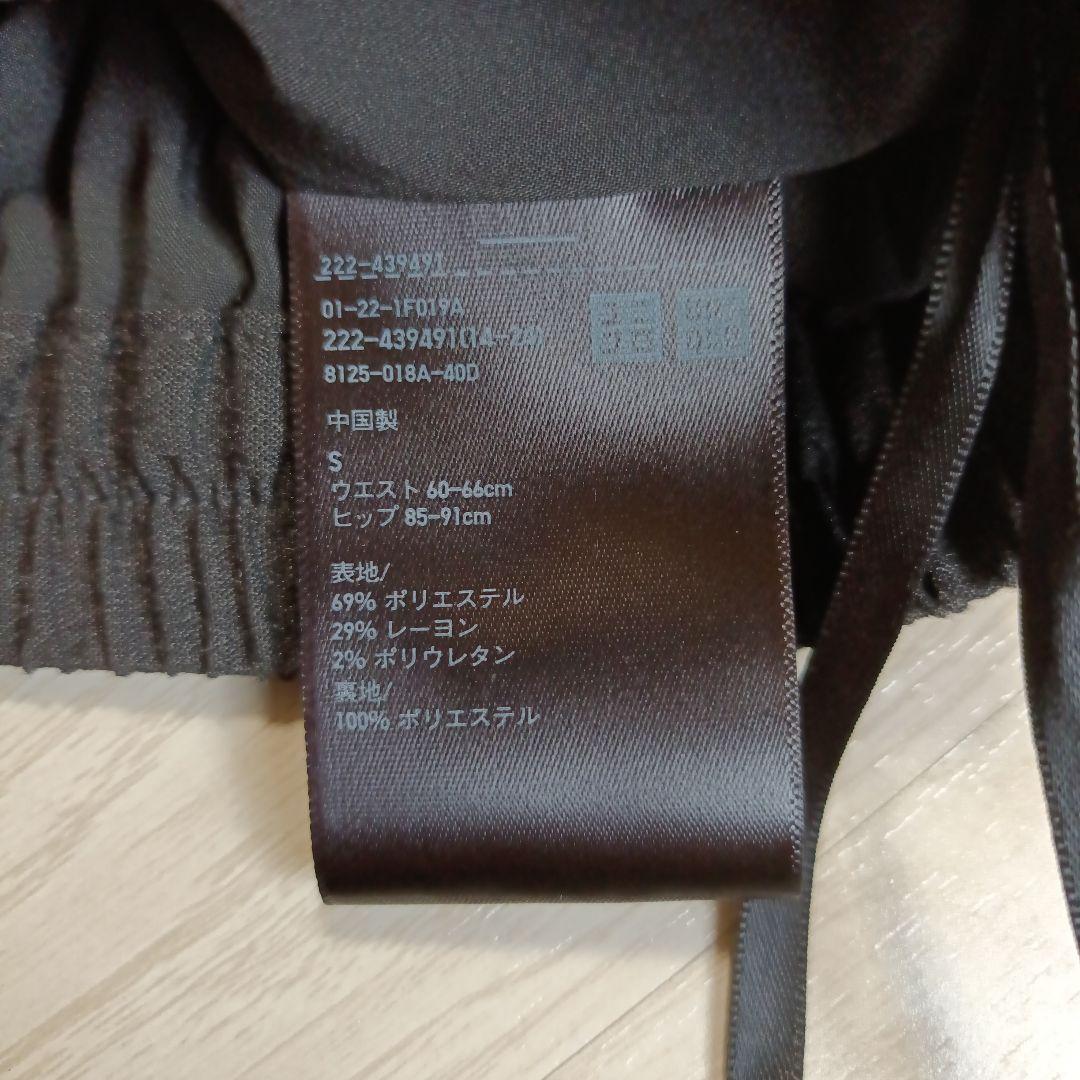 222-439491
01-22-1F019A
222-439491(14-24)
8125-018A-40D
中国製
S
ウエスト 60-66cm
ヒップ 85-91cm
表地/
69% ポリエステル
29% レーヨン
2% ポリウレタン
裏地/
100% ポリエステル